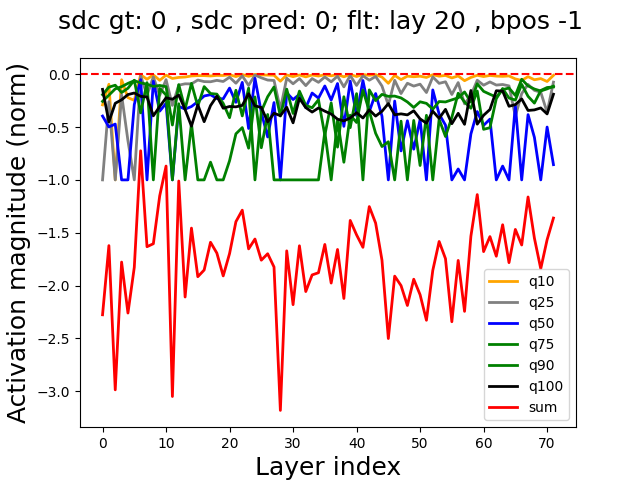 sdc gt: 0 , sdc pred: 0; flt: lay 20 , bpos -1
Activation magnitude (norm)
0.0
−0.5
−1.0
−1.5
−2.0
−2.5
−3.0
0 10 20 30 40 50 60 70
Layer index
q10
q25
q50
q75
q90
q100
sum